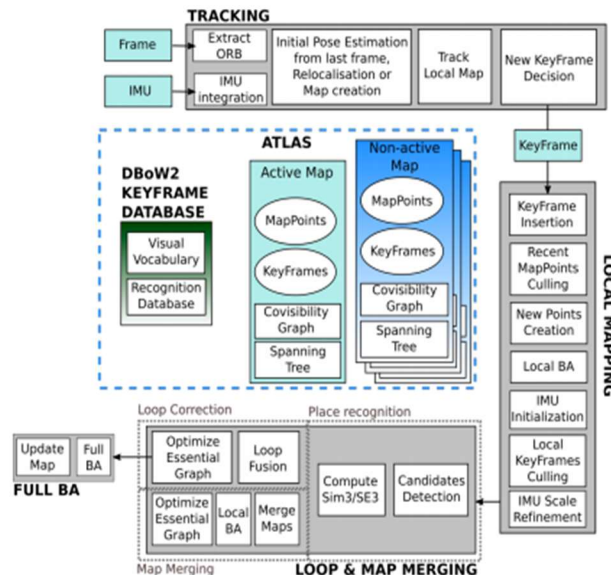 TRACKING
Frame
IMU
Extract
ORB
IMU
integration
Initial Pose Estimation
from last frame,
Relocalisation or
Map creation
Track
Local Map
New KeyFrame
Decision
KeyFrame
ATLAS
DBoW2
KEYFRAME
DATABASE
Visual
Vocabulary
Recognition
Database
Active Map
MapPoints
KeyFrames
Covisibility
Graph
Spanning
Tree
Non-active
Map
MapPoints
KeyFrames
Covisibility
Graph
Spanning
Tree
LOCAL MAPPING
KeyFrame
Insertion
Recent
MapPoints
Culling
New Points
Creation
Local BA
IMU
Initialization
Local
KeyFrames
Culling
IMU Scale
Refinement
Loop Correction
Optimize
Essential
Graph
Loop
Fusion
Place recognition
Compute
Sim3/SE3
Candidates
Detection
Update
Map
Full
BA
FULL BA
Optimize
Essential
Graph
Local
BA
Merge
Maps
Map Merging
LOOP & MAP MERGING